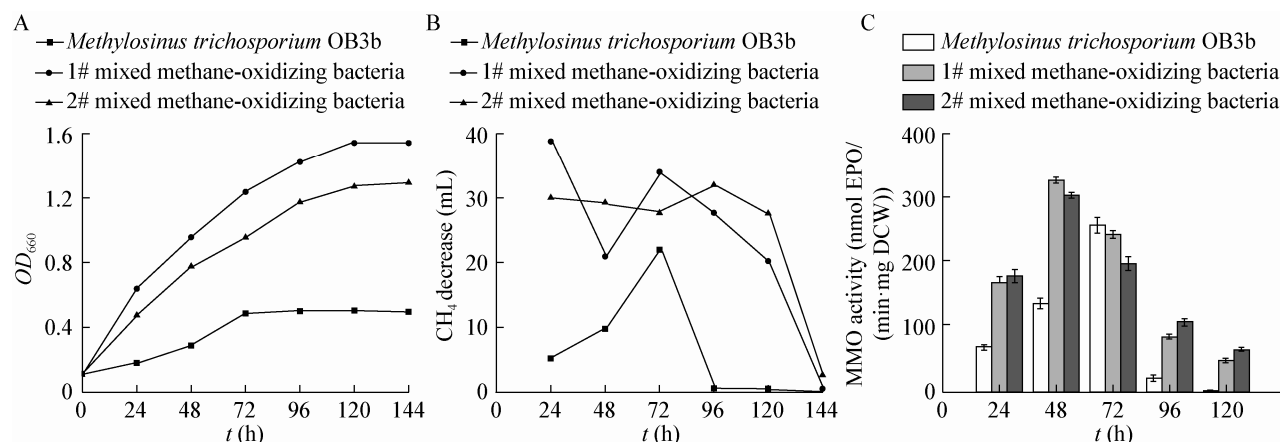 A
Methylosinus trichosporium OB3b
1# mixed methane-oxidizing bacteria
2# mixed methane-oxidizing bacteria
1.6
1.2
0.8
0.4
0
OD660
0 24 48 72 96 120 144
t (h)
B
Methylosinus trichosporium OB3b
1# mixed methane-oxidizing bacteria
2# mixed methane-oxidizing bacteria
40
30
20
10
0
CH4 decrease (mL)
0 24 48 72 96 120 144
t (h)
C
Methylosinus trichosporium OB3b
1# mixed methane-oxidizing bacteria
2# mixed methane-oxidizing bacteria
400
300
200
100
0
MMO activity (nmol EPO/
(min·mg DCW))
0 24 48 72 96 120
t (h)